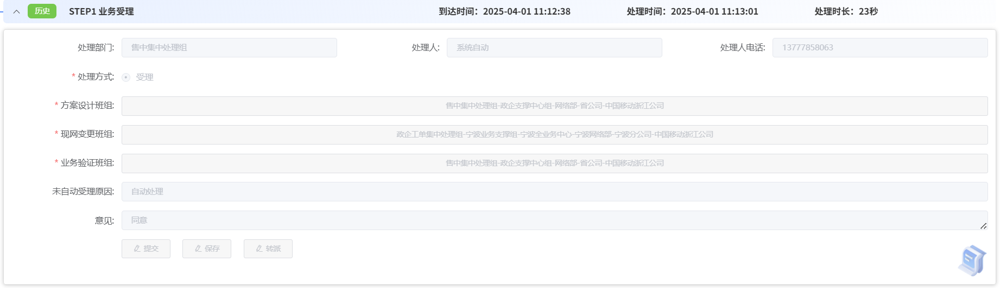 历史 STEP1 业务受理 到达时间：2025-04-01 11:12:38 处理时间：2025-04-01 11:13:01 处理时长：23秒
处理部门: 售中集中处理组 处理人: 系统自动 处理人电话: 13777858063
* 处理方式: 受理
* 方案设计班组: 售中集中处理组-政企支撑中心组-网络部-省公司-中国移动浙江公司
* 现网变更班组: 政企工单集中处理组-宁波业务支撑组-宁波全业务中心-宁波网络部-宁波分公司-中国移动浙江公司
* 业务验证班组: 售中集中处理组-政企支撑中心组-网络部-省公司-中国移动浙江公司
未自动受理原因: 自动处理
意见: 同意
提交 保存 转派